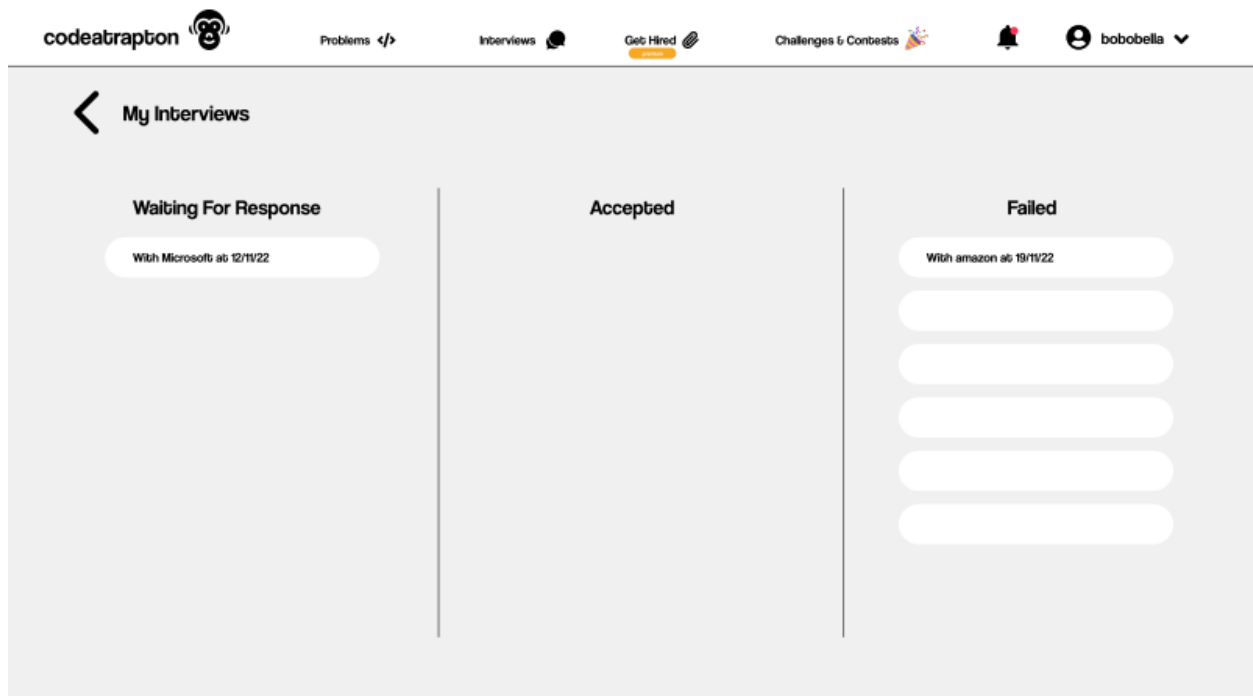 codeatrapton
Problems </>
Interviews
Get Hired
Challenges & Contests
bobobella
My Interviews
Waiting For Response
Accepted
Failed
With Microsoft at 12/11/22
With amazon at 19/11/22